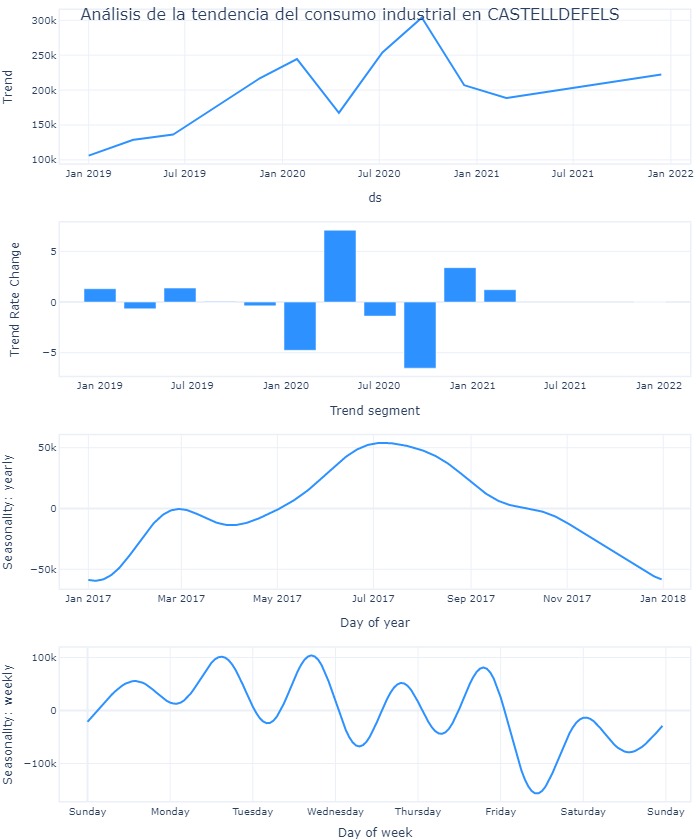 Análisis de la tendencia del consumo industrial en CASTELLDEFELS
300k
250k
200k
150k
100k
Trend
Jan 2019 Jul 2019 Jan 2020 Jul 2020 Jan 2021 Jul 2021 Jan 2022
ds
5
0
−5
Trend Rate Change
Jan 2019 Jul 2019 Jan 2020 Jul 2020 Jan 2021 Jul 2021 Jan 2022
Trend segment
50k
0
−50k
Seasonality: yearly
Jan 2017 Mar 2017 May 2017 Jul 2017 Sep 2017 Nov 2017 Jan 2018
Day of year
100k
0
−100k
Seasonality: weekly
Sunday Monday Tuesday Wednesday Thursday Friday Saturday Sunday
Day of week